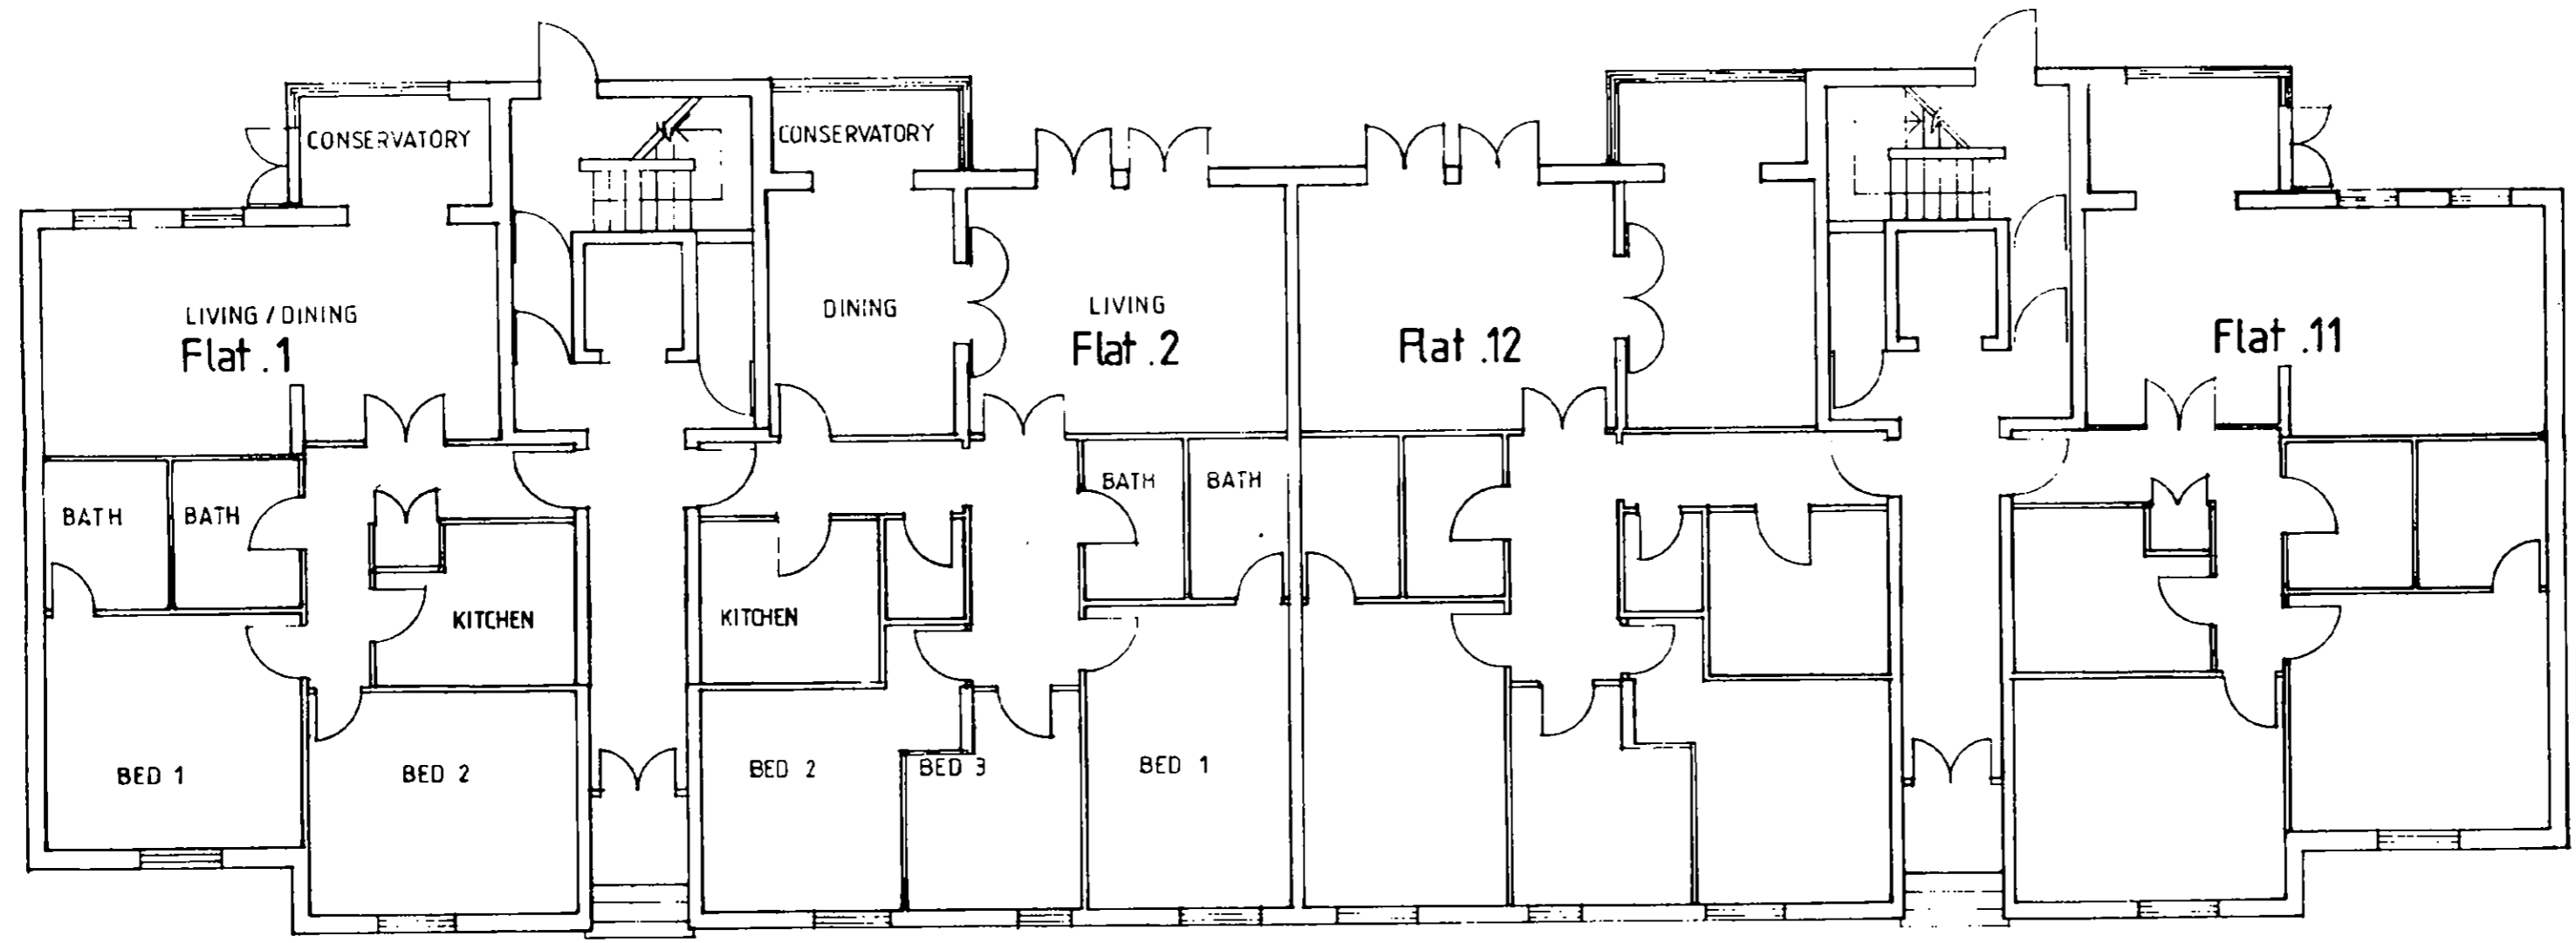 CONSERVATORY
CONSERVATORY
LIVING / DINING
Flat .1
DINING
LIVING
Flat .2
Flat .12
Flat .11
BATH
BATH
BATH
BATH
KITCHEN
KITCHEN
BED 1
BED 2
BED 2
BED 3
BED 1